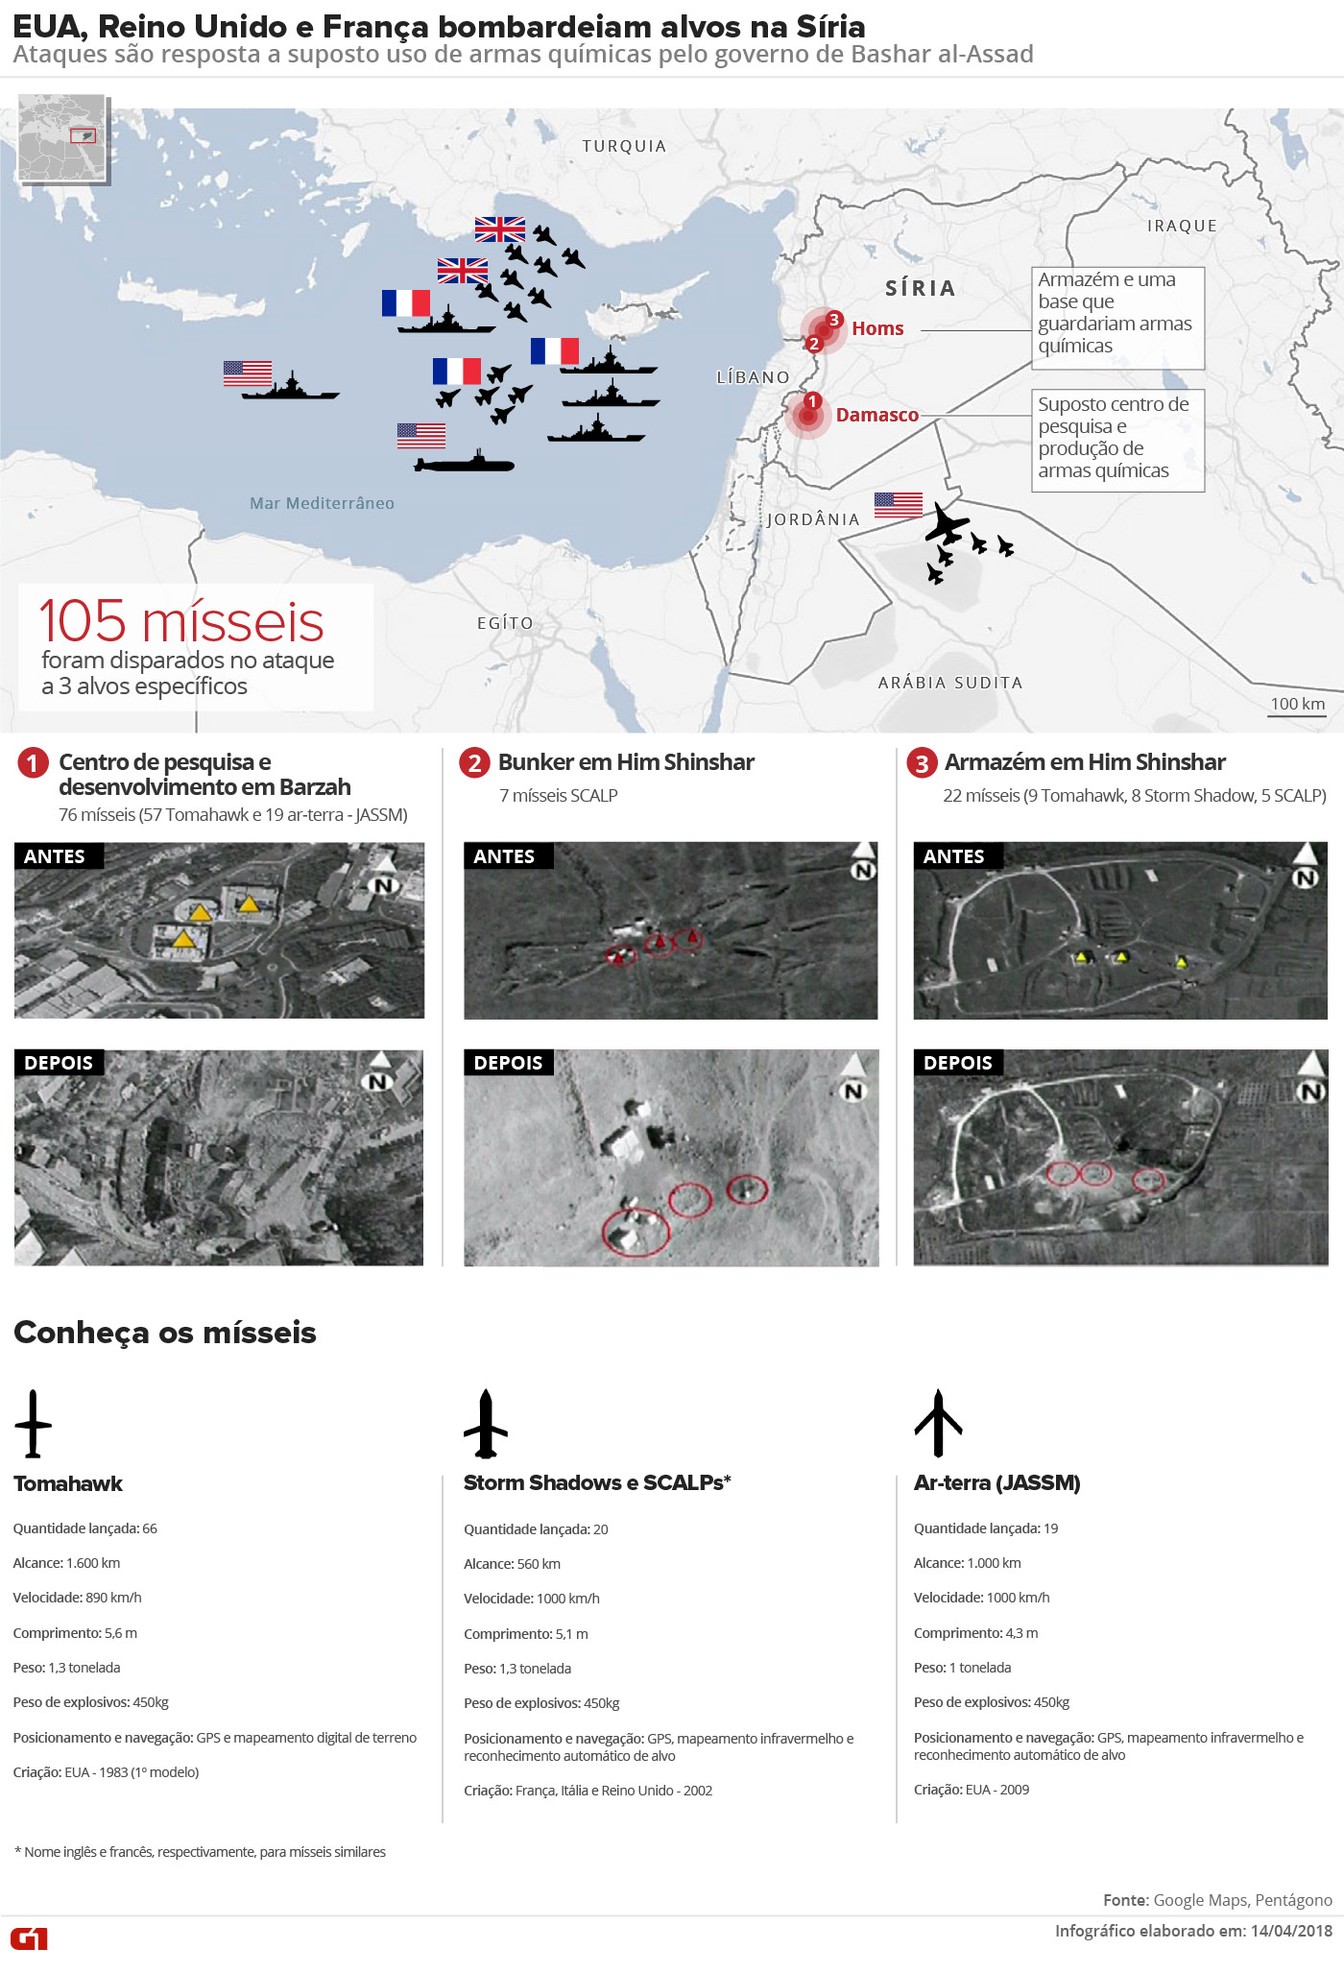 EUA, Reino Unido e França bombardeiam alvos na Síria
Ataques são resposta a suposto uso de armas químicas pelo governo de Bashar al-Assad
TURQUIA
IRAQUE
SÍRIA
Armazém e uma
base que
guardariam armas
químicas
3
Homs
2
LÍBANO
1
Damasco
Suposto centro de
pesquisa e
produção de
armas químicas
Mar Mediterrâneo
JORDÂNIA
105 mísseis
foram disparados no ataque
a 3 alvos específicos
EGÍTO
ARÁBIA SUDITA
100 km
1 Centro de pesquisa e
desenvolvimento em Barzah
76 mísseis (57 Tomahawk e 19 ar-terra - JASSM)
ANTES
N
DEPOIS
N
2 Bunker em Him Shinshar
7 mísseis SCALP
ANTES
N
DEPOIS
N
3 Armazém em Him Shinshar
22 mísseis (9 Tomahawk, 8 Storm Shadow, 5 SCALP)
ANTES
N
DEPOIS
N
Conheça os mísseis
Tomahawk
Quantidade lançada: 66
Alcance: 1.600 km
Velocidade: 890 km/h
Comprimento: 5,6 m
Peso: 1,3 tonelada
Peso de explosivos: 450kg
Posicionamento e navegação: GPS e mapeamento digital de terreno
Criação: EUA - 1983 (1º modelo)
Storm Shadows e SCALPs*
Quantidade lançada: 20
Alcance: 560 km
Velocidade: 1000 km/h
Comprimento: 5,1 m
Peso: 1,3 tonelada
Peso de explosivos: 450kg
Posicionamento e navegação: GPS, mapeamento infravermelho e
reconhecimento automático de alvo
Criação: França, Itália e Reino Unido - 2002
Ar-terra (JASSM)
Quantidade lançada: 19
Alcance: 1.000 km
Velocidade: 1000 km/h
Comprimento: 4,3 m
Peso: 1 tonelada
Peso de explosivos: 450kg
Posicionamento e navegação: GPS, mapeamento infravermelho e
reconhecimento automático de alvo
Criação: EUA - 2009
* Nome inglês e francês, respectivamente, para mísseis similares
Fonte: Google Maps, Pentágono
G1
Infográfico elaborado em: 14/04/2018